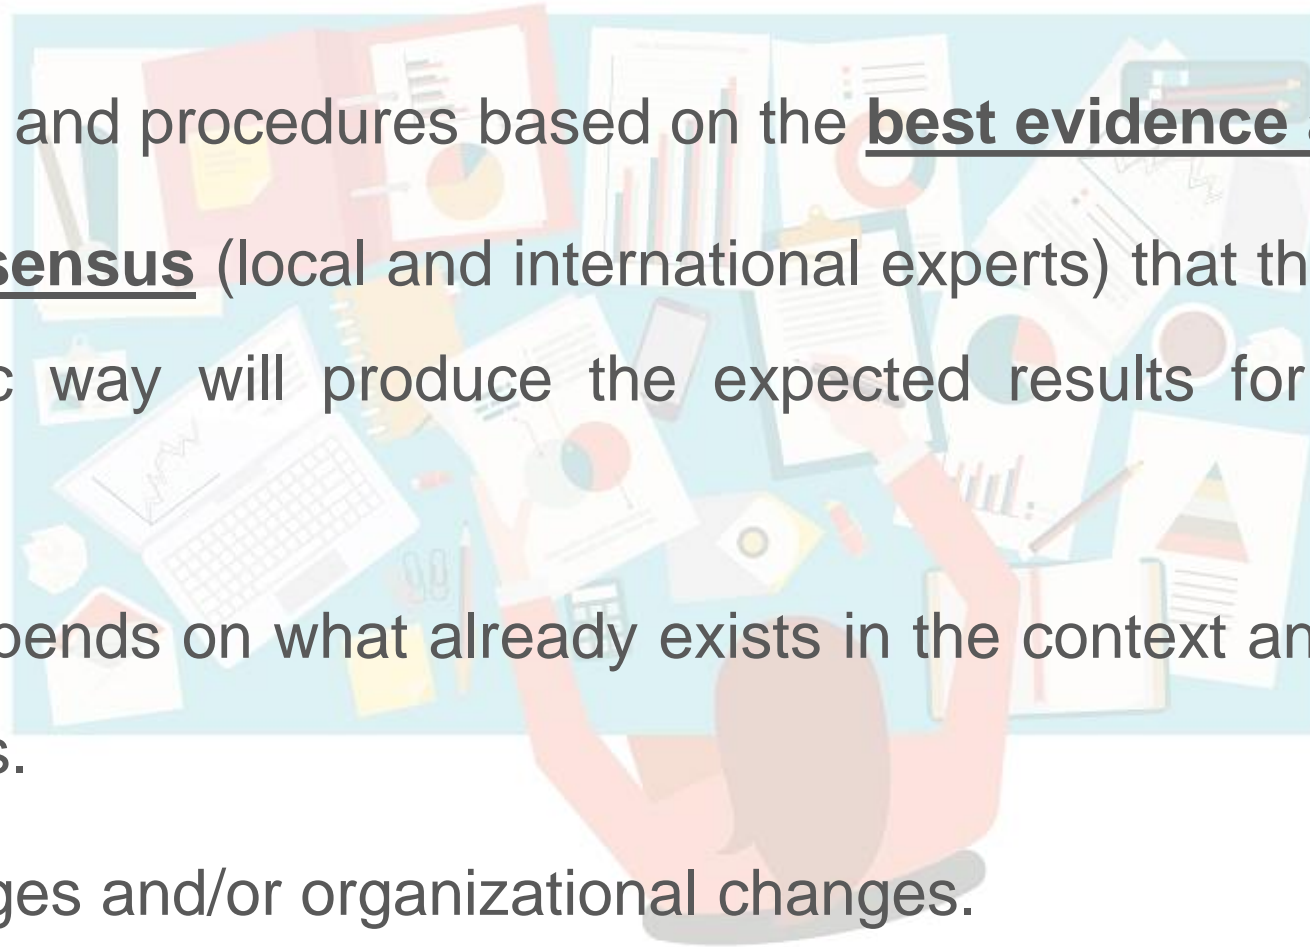 and procedures based on the best evidence
sensus (local and international experts) that th
c way will produce the expected results for
pends on what already exists in the context an
s.
ges and/or organizational changes.